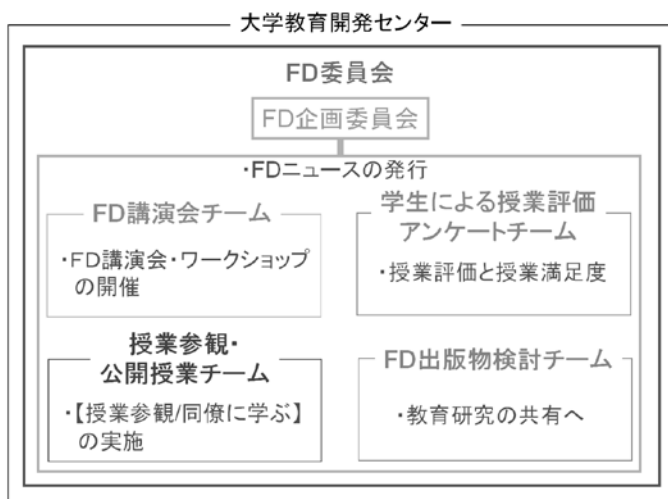 大学教育開発センター
FD委員会
FD企画委員会
・FDニュースの発行
FD講演会チーム
・FD講演会・ワークショップ
の開催
学生による授業評価
アンケートチーム
・授業評価と授業満足度
授業参観・
公開授業チーム
・【授業参観/同僚に学ぶ】
の実施
FD出版物検討チーム
・教育研究の共有へ